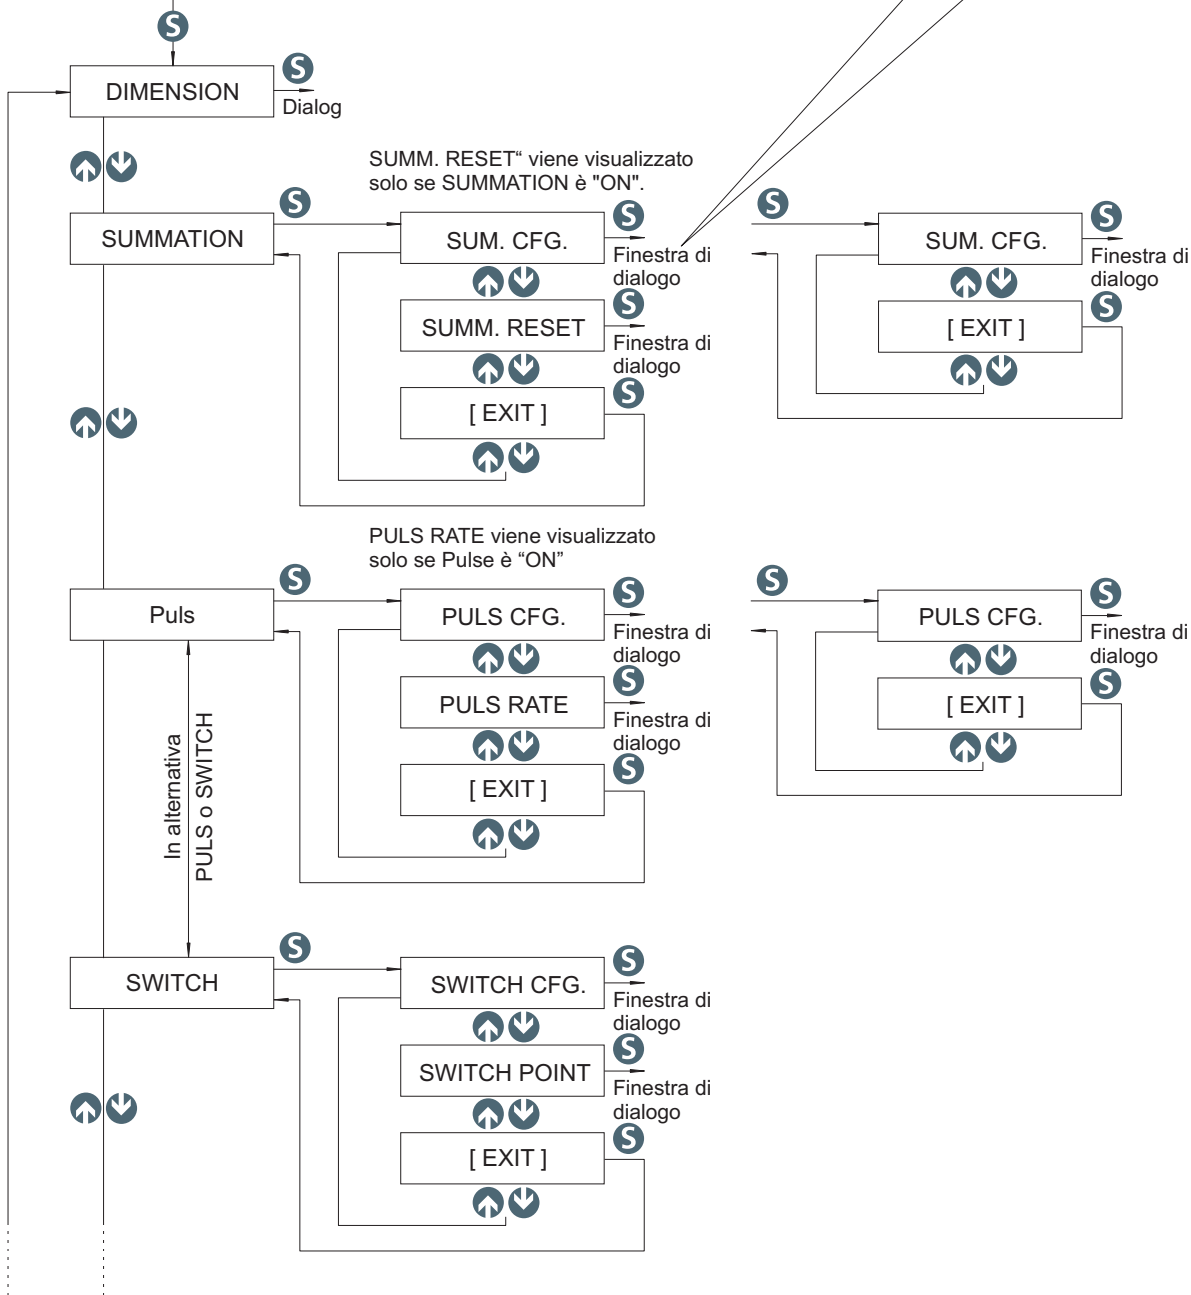 S
DIMENSION
S
Dialog
SUMM. RESET“ viene visualizzato
solo se SUMMATION è "ON".
SUMMATION
S
SUM. CFG.
S
Finestra di
dialogo
SUMM. RESET
S
Finestra di
dialogo
[ EXIT ]
S
S
SUM. CFG.
S
Finestra di
dialogo
[ EXIT ]
S
PULS RATE viene visualizzato
solo se Pulse è “ON”
Puls
S
PULS CFG.
S
Finestra di
dialogo
PULS RATE
S
Finestra di
dialogo
[ EXIT ]
S
S
PULS CFG.
S
Finestra di
dialogo
[ EXIT ]
S
In alternativa
PULS o SWITCH
SWITCH
S
SWITCH CFG.
S
Finestra di
dialogo
SWITCH POINT
S
Finestra di
dialogo
[ EXIT ]
S